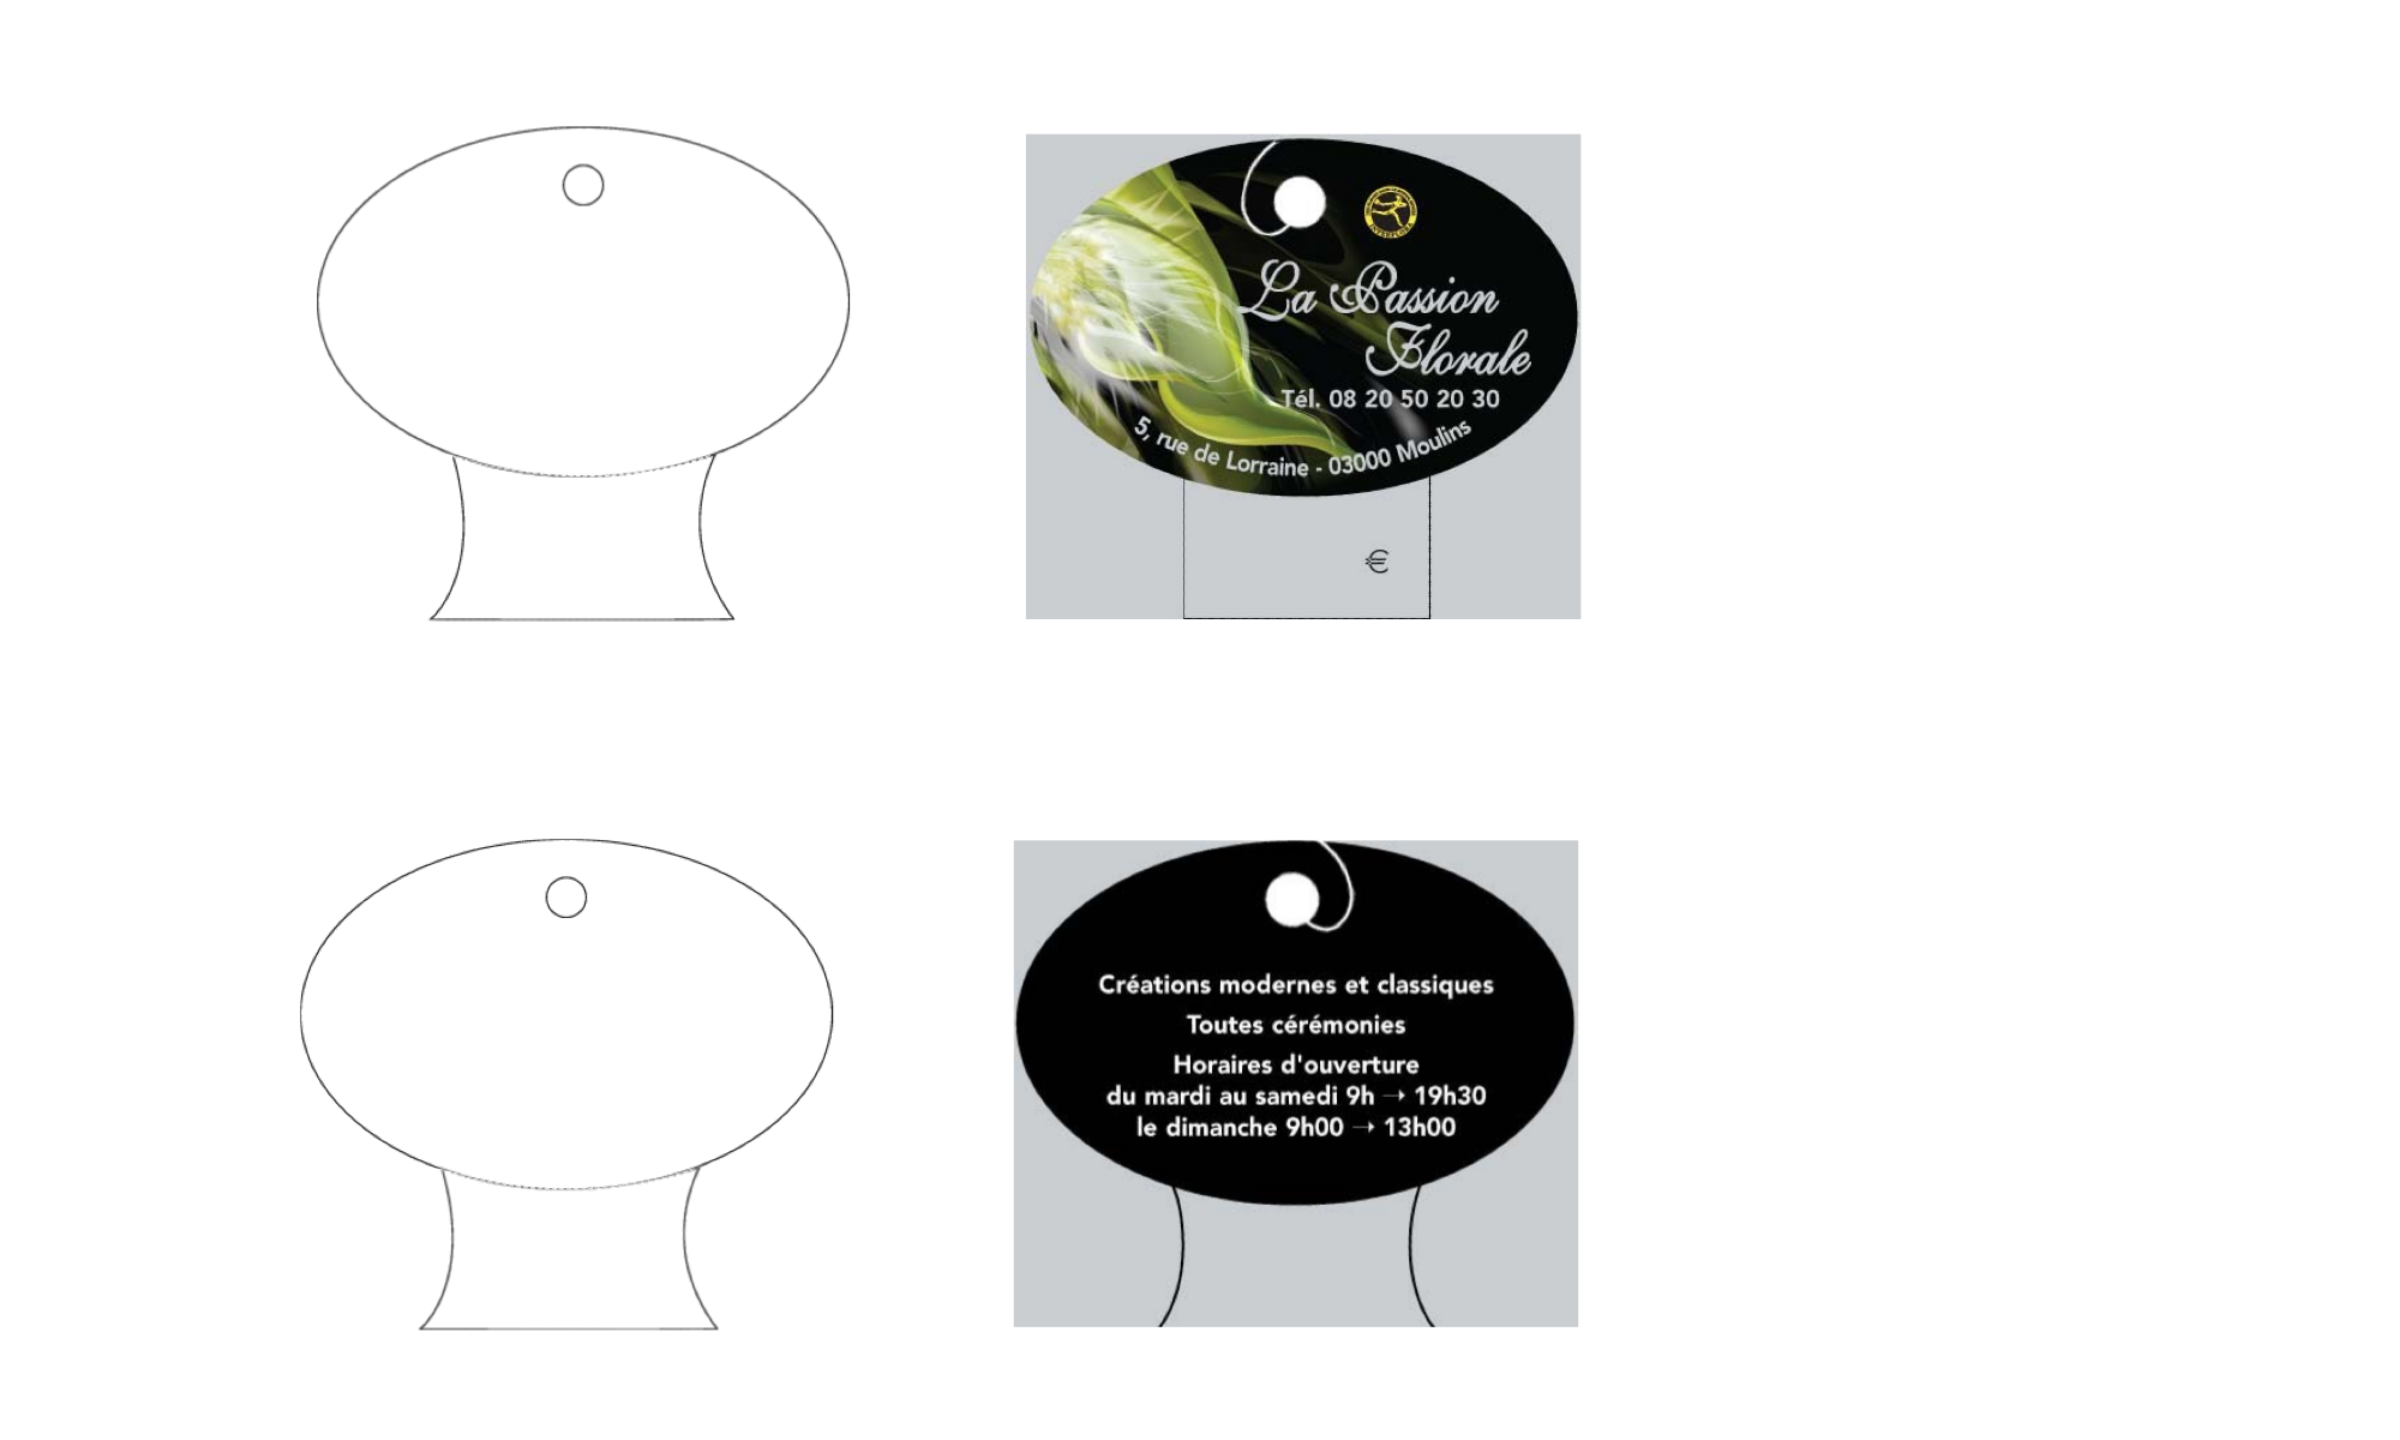 INTERFLORA
La Passion
Florale
Tél. 08 20 50 20 30
5, rue de Lorraine - 03000 Moulins
€
Créations modernes et classiques
Toutes cérémonies
Horaires d'ouverture
du mardi au samedi 9h → 19h30
le dimanche 9h00 → 13h00